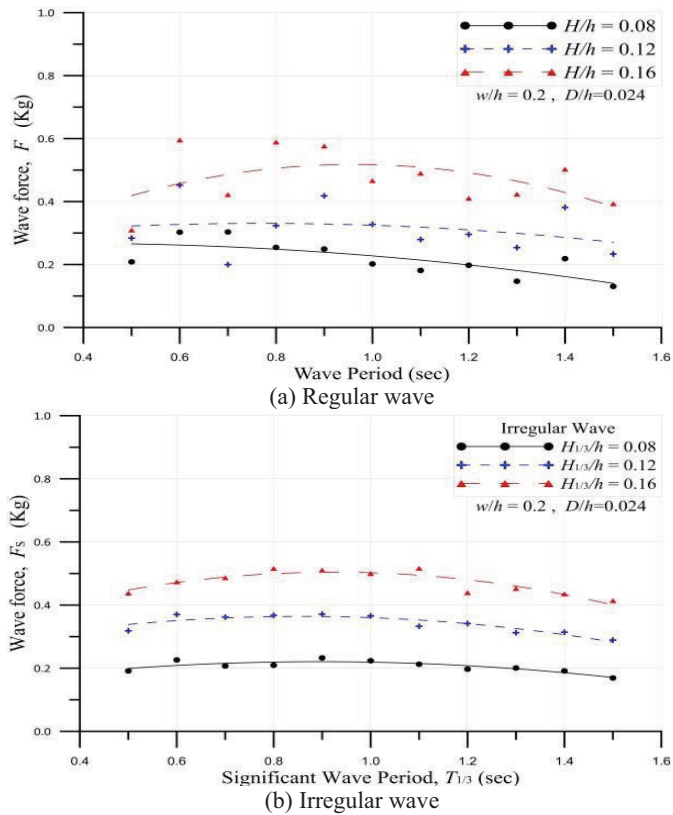 1.0
0.8
0.6
0.4
0.2
0.0
Wave force, F (Kg)
H/h = 0.08
H/h = 0.12
H/h = 0.16
w/h = 0.2 , D/h=0.024
0.4 0.6 0.8 1.0 1.2 1.4 1.6
Wave Period (sec)
(a) Regular wave
1.0
0.8
0.6
0.4
0.2
0.0
Wave force, FS (Kg)
Irregular Wave
H1/3/h = 0.08
H1/3/h = 0.12
H1/3/h = 0.16
w/h = 0.2 , D/h=0.024
0.4 0.6 0.8 1.0 1.2 1.4 1.6
Significant Wave Period, T1/3 (sec)
(b) Irregular wave